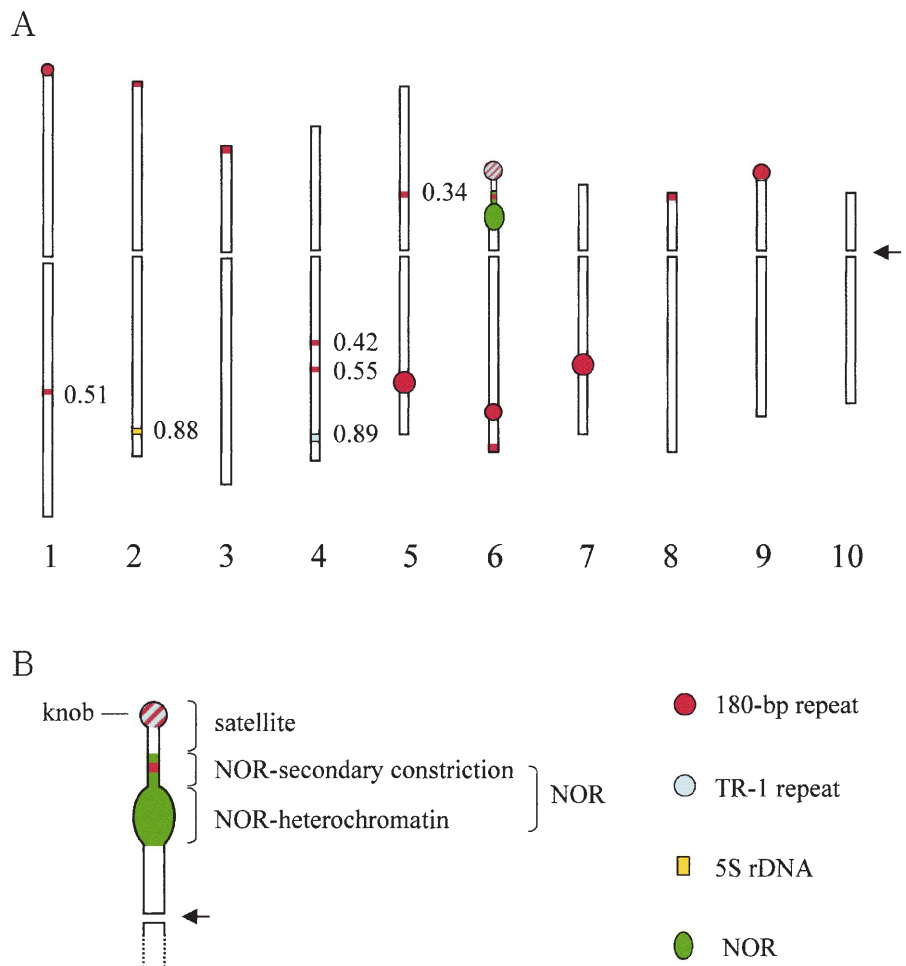 A
0.34
0.42
0.55
0.51
0.88
0.89
1 2 3 4 5 6 7 8 9 10
B
knob
satellite
NOR-secondary constriction
NOR
NOR-heterochromatin
180-bp repeat
TR-1 repeat
5S rDNA
NOR